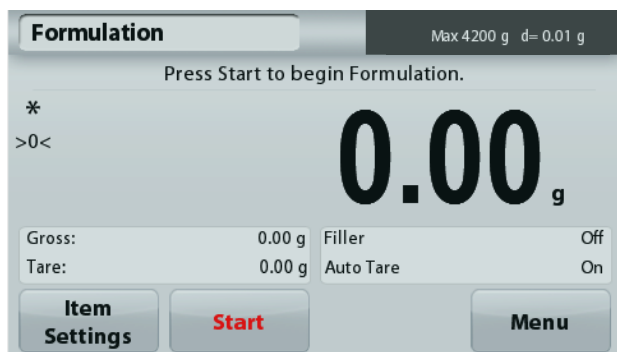 Formulation
Max 4200 g d= 0.01 g
Press Start to begin Formulation.
*
>0<
0.00 g
Gross: 0.00 g Filler Off
Tare: 0.00 g Auto Tare On
Item
Settings
Start
Menu